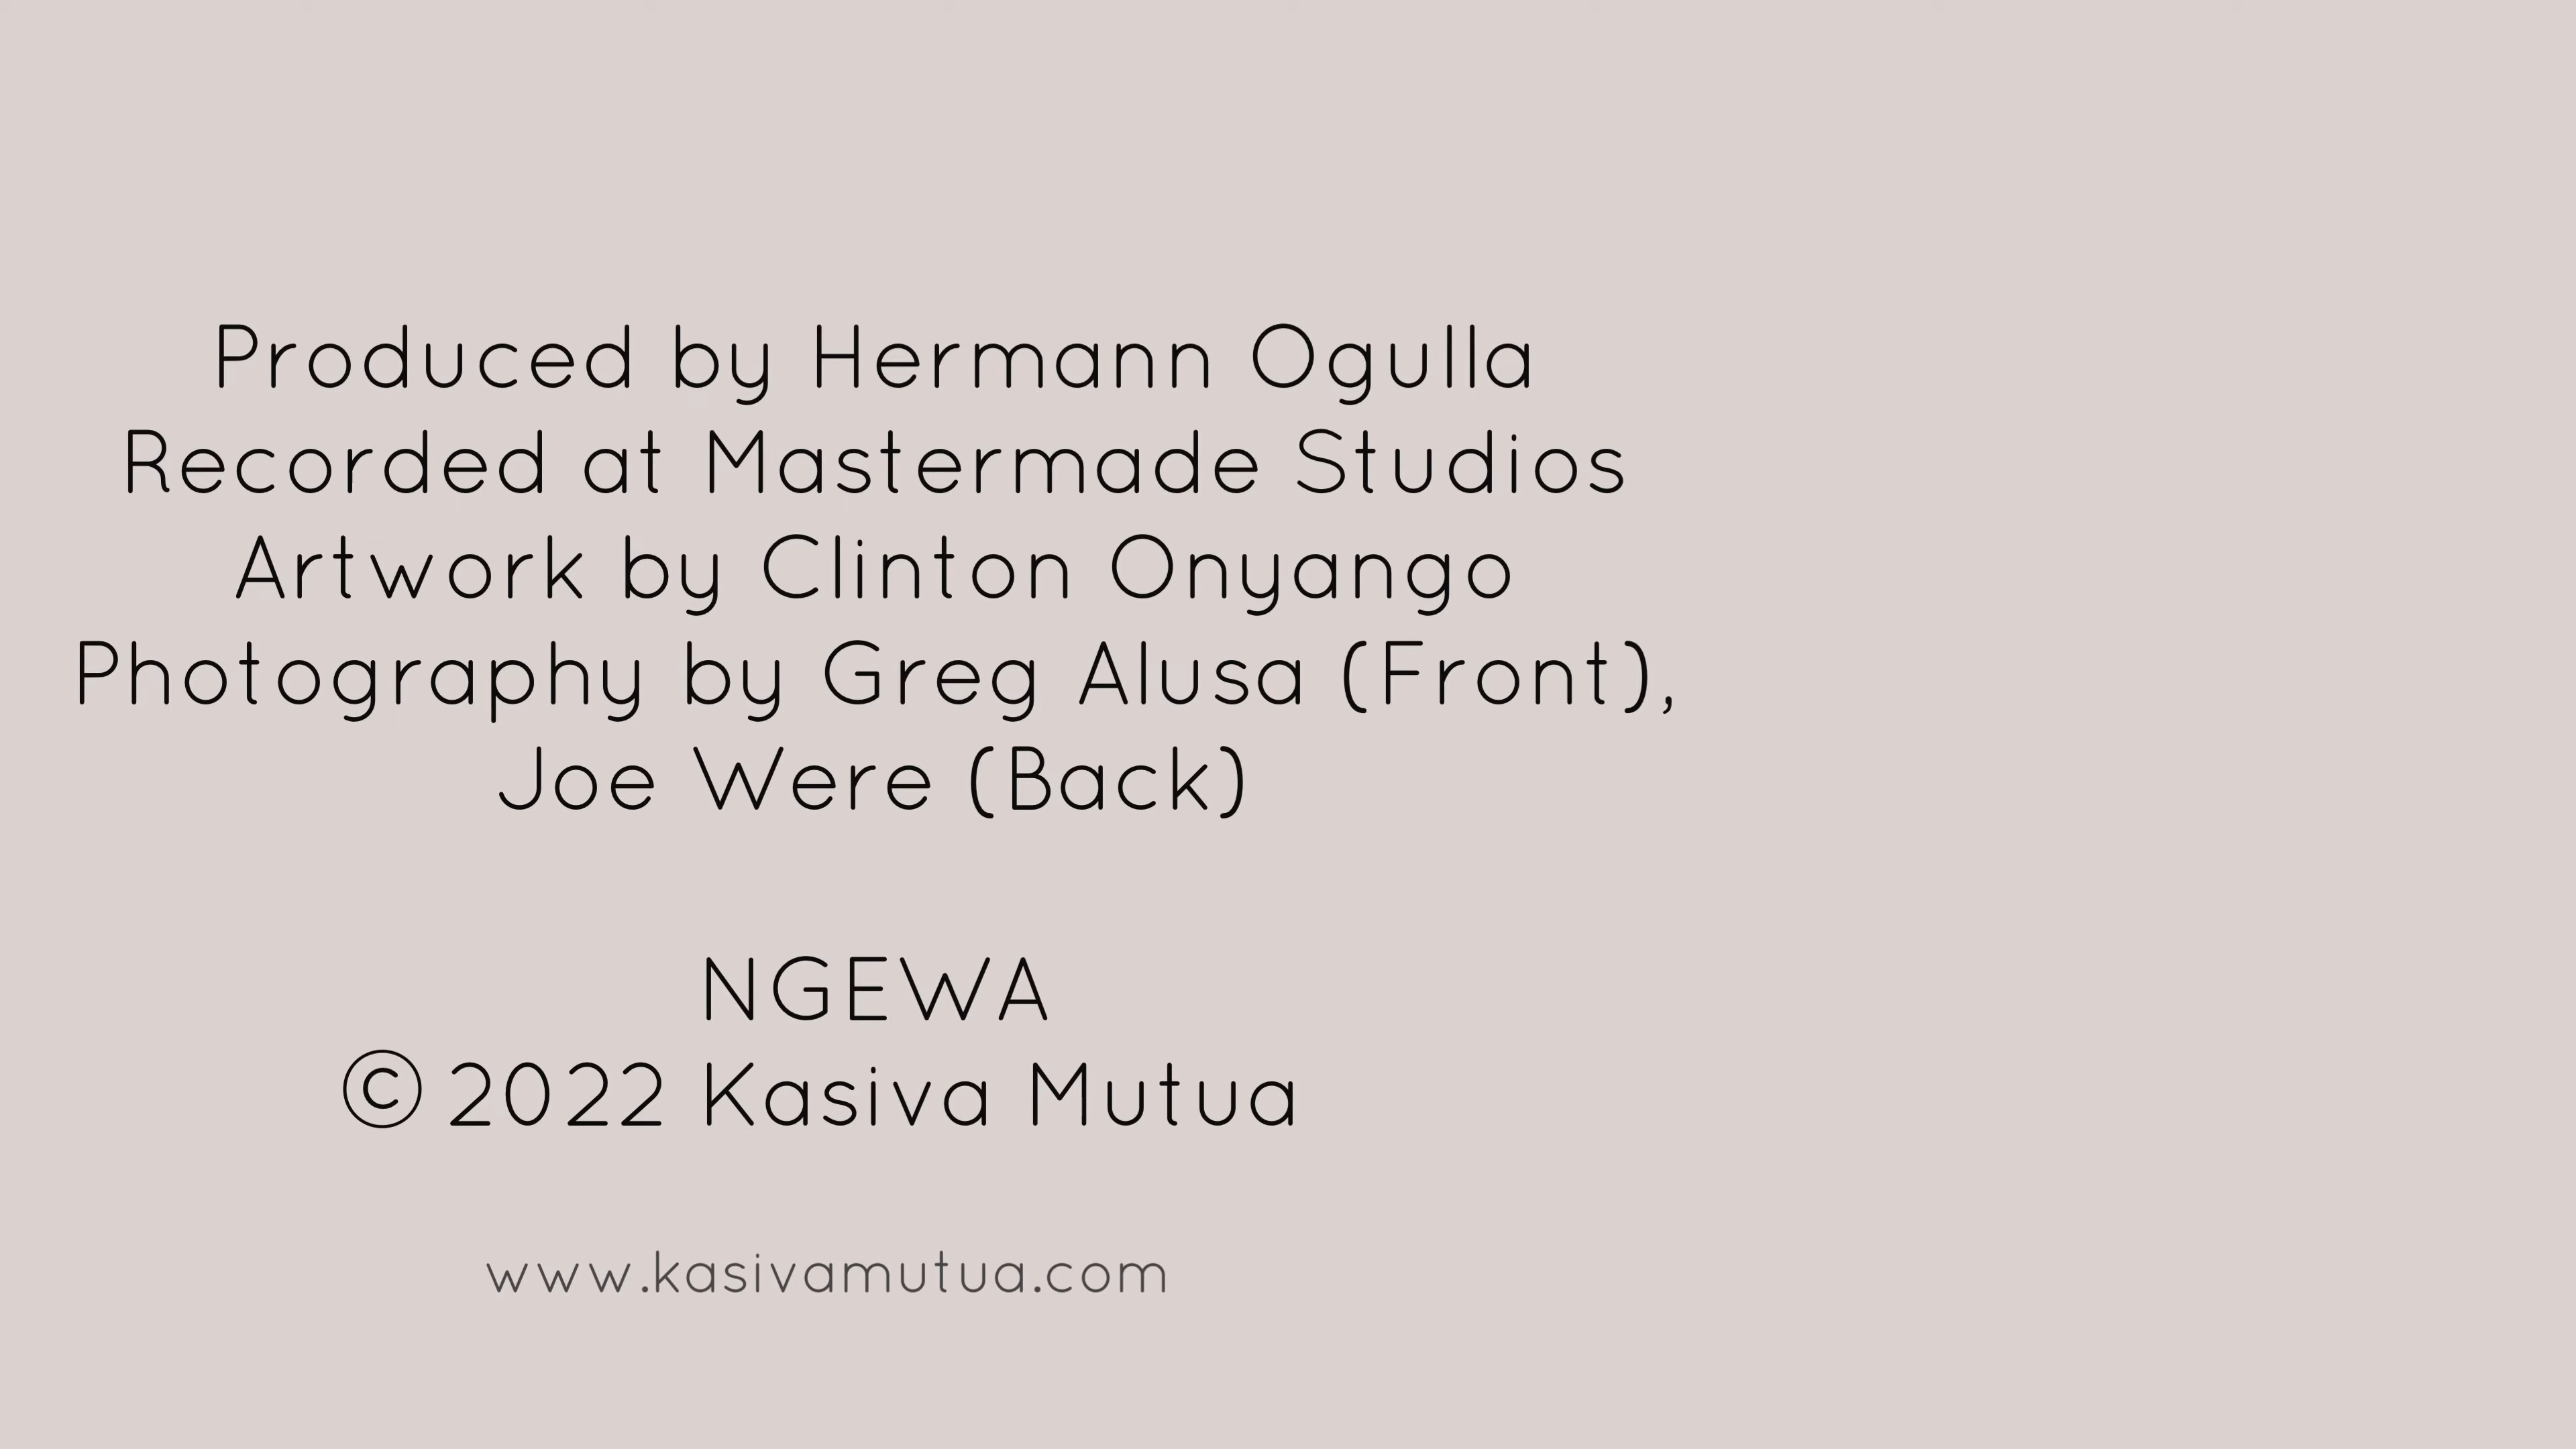 Produced by Hermann Ogulla
Recorded at Mastermade Studios
Artwork by Clinton Onyango
Photography by Greg Alusa (Front),
Joe Were (Back)
NGEWA
© 2022 Kasiva Mutua
www.kasivamutua.com